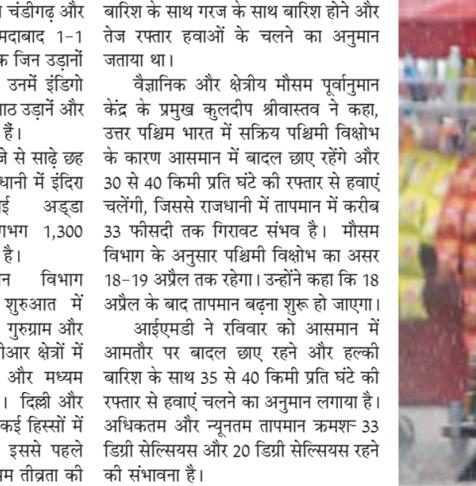 चंडीगढ़ और
मदाबाद 1-1
जिन उड़ानों
उनमें इंडिगो
उड़ानें और
हैं।
से साढ़े छह
में इंदिरा
अड्डा
1,300
है।
विभाग
शुरुआत में
गुरुग्राम और
क्षेत्रों में
और मध्यम
। दिल्ली और
कई हिस्सों में
इससे पहले
तीव्रता की
बारिश के साथ गरज के साथ बारिश होने और
तेज रफ्तार हवाओं के चलने का अनुमान
जताया था।
वैज्ञानिक और क्षेत्रीय मौसम पूर्वानुमान
केंद्र के प्रमुख कुलदीप श्रीवास्तव ने कहा,
उत्तर पश्चिम भारत में सक्रिय पश्चिमी विक्षोभ
के कारण आसमान में बादल छाए रहेंगे और
30 से 40 किमी प्रति घंटे की रफ्तार से हवाएं
चलेंगी, जिससे राजधानी में तापमान में करीब
33 फीसदी तक गिरावट संभव है। मौसम
विभाग के अनुसार पश्चिमी विक्षोभ का असर
18-19 अप्रैल तक रहेगा। उन्होंने कहा कि 18
अप्रैल के बाद तापमान बढ़ना शुरू हो जाएगा।
आईएमडी ने रविवार को आसमान में
आमतौर पर बादल छाए रहने और हल्की
बारिश के साथ 35 से 40 किमी प्रति घंटे की
रफ्तार से हवाएं चलने का अनुमान लगाया है।
अधिकतम और न्यूनतम तापमान क्रमश 33
डिग्री सेल्सियस और 20 डिग्री सेल्सियस रहने
की संभावना है।